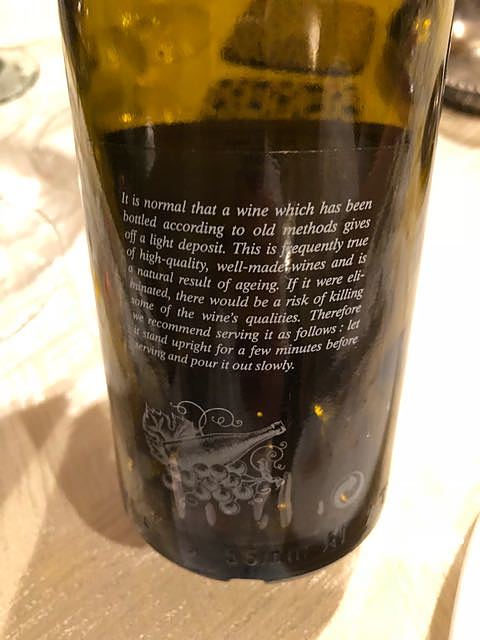 It is normal that a wine which has been
bottled according to old methods gives
off a light deposit. This is frequently true
of high-quality, well-made wines and is
a natural result of ageing. If it were eli-
minated, there would be a risk of killing
some of the wine's qualities. Therefore
we recommend serving it as follows : let
it stand upright for a few minutes before
serving and pour it out slowly.